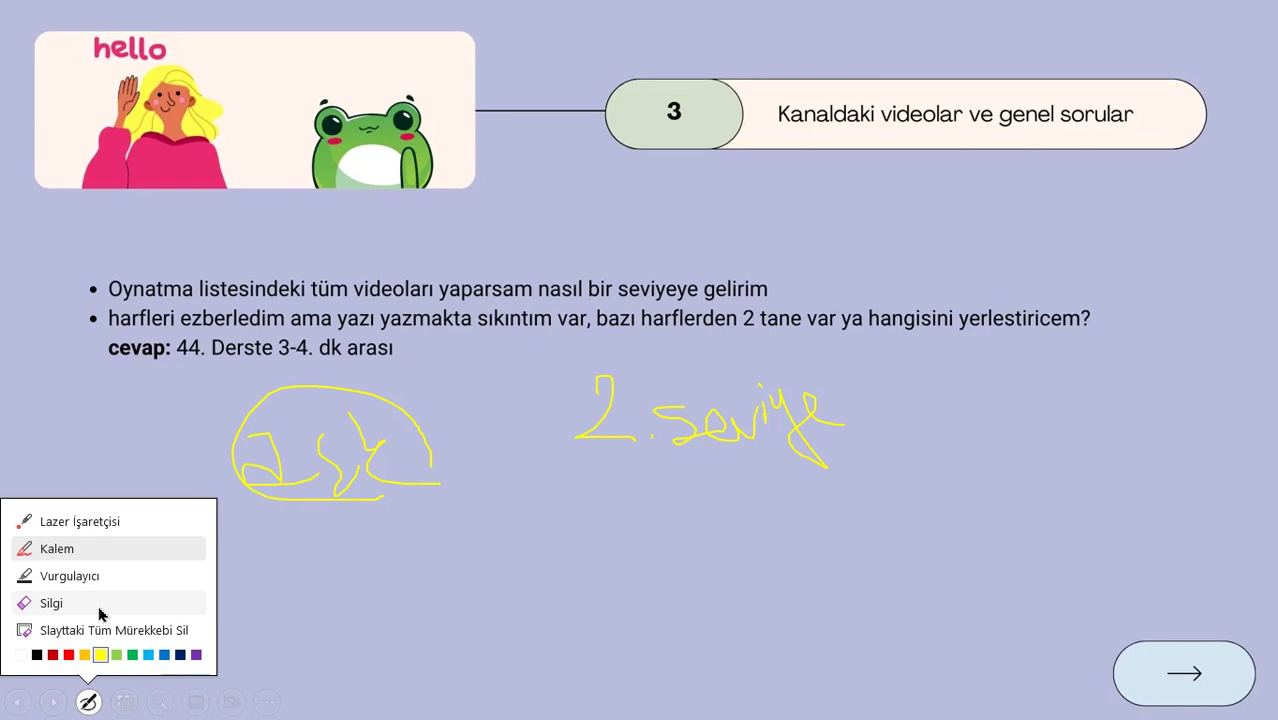 hello
3
Kanaldaki videolar ve genel sorular
Oynatma listesindeki tüm videoları yaparsam nasıl bir seviyeye gelirim
harfleri ezberledim ama yazı yazmakta sıkıntım var, bazı harflerden 2 tane var ya hangisini yerlestiricem?
cevap: 44. Derste 3-4. dk arası
2. seviye
Lazer İşaretçisi
Kalem
Vurgulayıcı
Silgi
Slayttaki Tüm Mürekkebi Sil